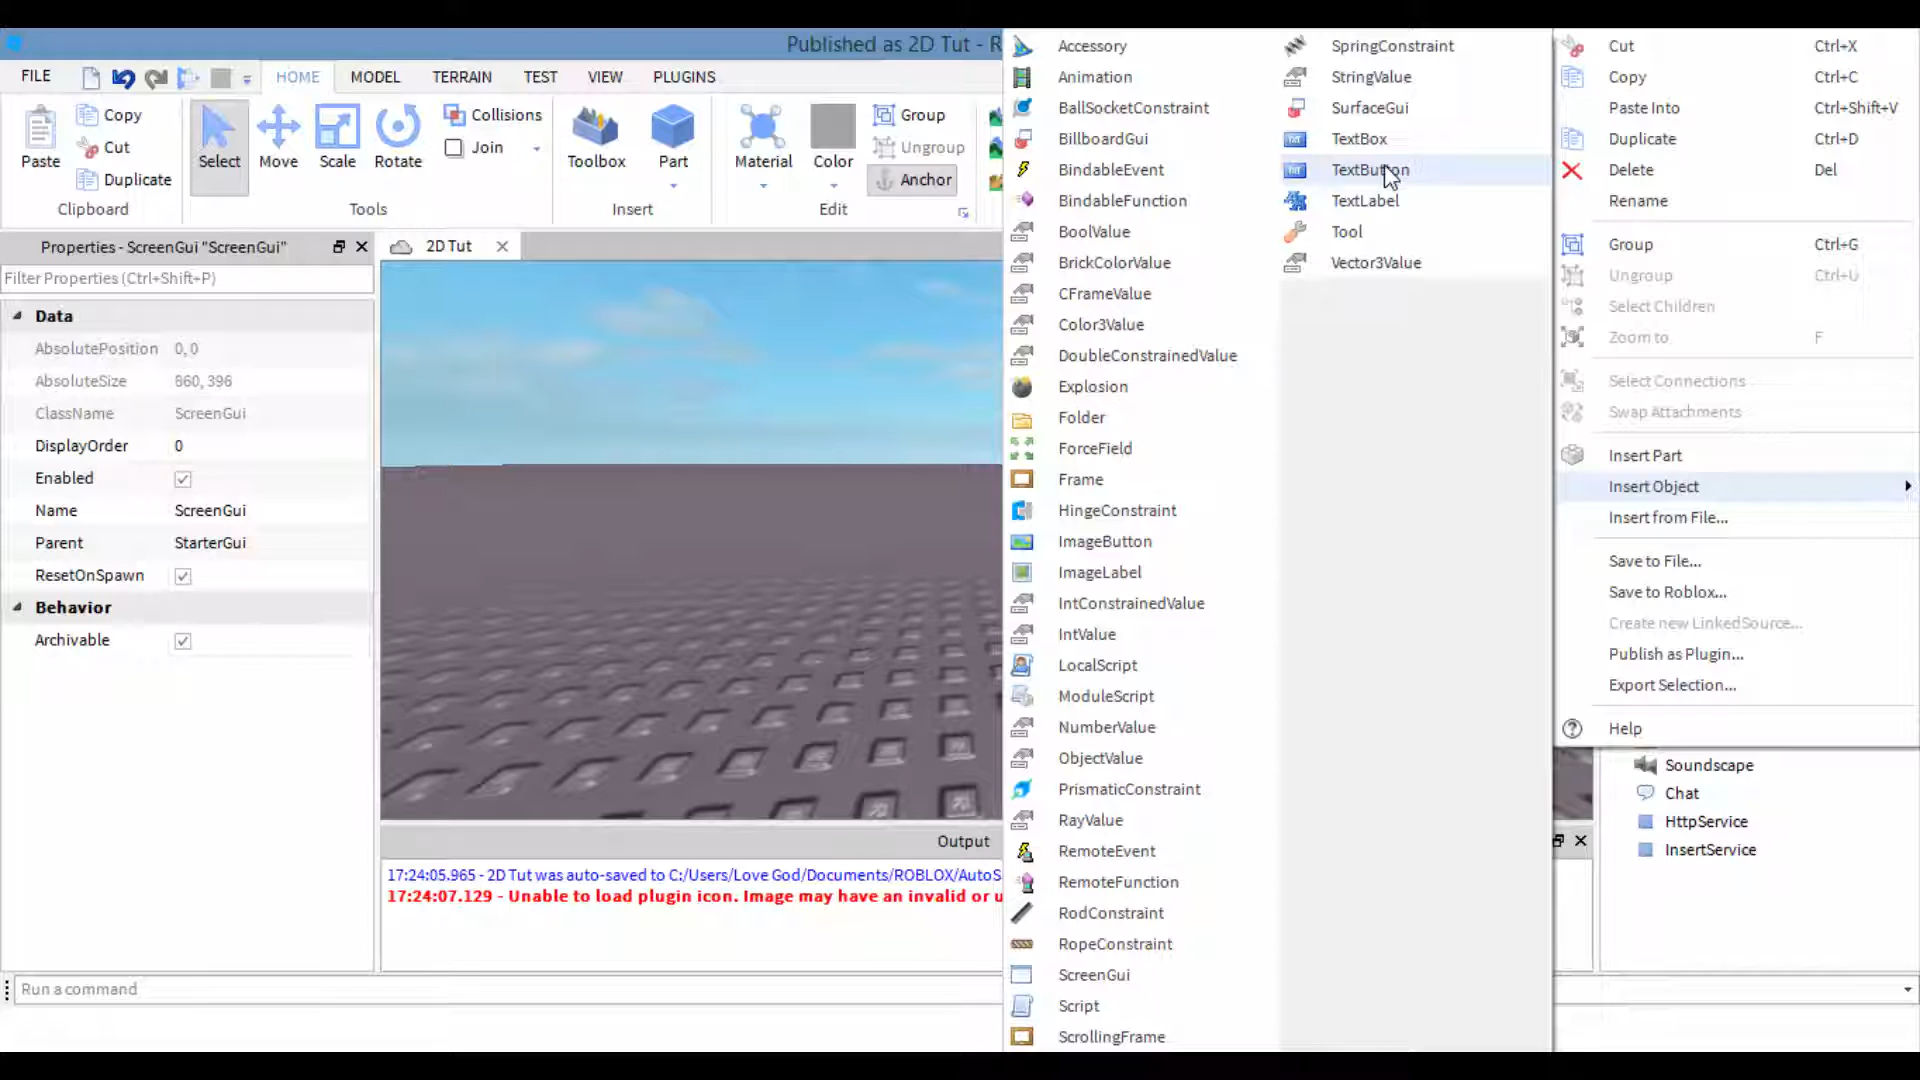 Published as 2D Tut - R
FILE
HOME
MODEL
TERRAIN
TEST
VIEW
PLUGINS
Paste
Copy
Cut
Duplicate
Clipboard
Select
Move
Scale
Rotate
Collisions
Join
Tools
Toolbox
Part
Insert
Material
Color
Group
Ungroup
Anchor
Edit
Properties - ScreenGui "ScreenGui"
Filter Properties (Ctrl+Shift+P)
Data
AbsolutePosition 0, 0
AbsoluteSize 860, 396
ClassName ScreenGui
DisplayOrder 0
Enabled
Name ScreenGui
Parent StarterGui
ResetOnSpawn
Behavior
Archivable
2D Tut
Output
17:24:05.965 - 2D Tut was auto-saved to C:/Users/Love God/Documents/ROBLOX/AutoS
17:24:07.129 - Unable to load plugin icon. Image may have an invalid or u
Run a command
Accessory
Animation
BallSocketConstraint
BillboardGui
BindableEvent
BindableFunction
BoolValue
BrickColorValue
CFrameValue
Color3Value
DoubleConstrainedValue
Explosion
Folder
ForceField
Frame
HingeConstraint
ImageButton
ImageLabel
IntConstrainedValue
IntValue
LocalScript
ModuleScript
NumberValue
ObjectValue
PrismaticConstraint
RayValue
RemoteEvent
RemoteFunction
RodConstraint
RopeConstraint
ScreenGui
Script
ScrollingFrame
SpringConstraint
StringValue
SurfaceGui
TextBox
TextButton
TextLabel
Tool
Vector3Value
Cut Ctrl+X
Copy Ctrl+C
Paste Into Ctrl+Shift+V
Duplicate Ctrl+D
Delete Del
Rename
Group Ctrl+G
Ungroup Ctrl+U
Select Children
Zoom to F
Select Connections
Swap Attachments
Insert Part
Insert Object
Insert from File...
Save to File...
Save to Roblox...
Create new LinkedSource...
Publish as Plugin...
Export Selection...
Help
Soundscape
Chat
HttpService
InsertService